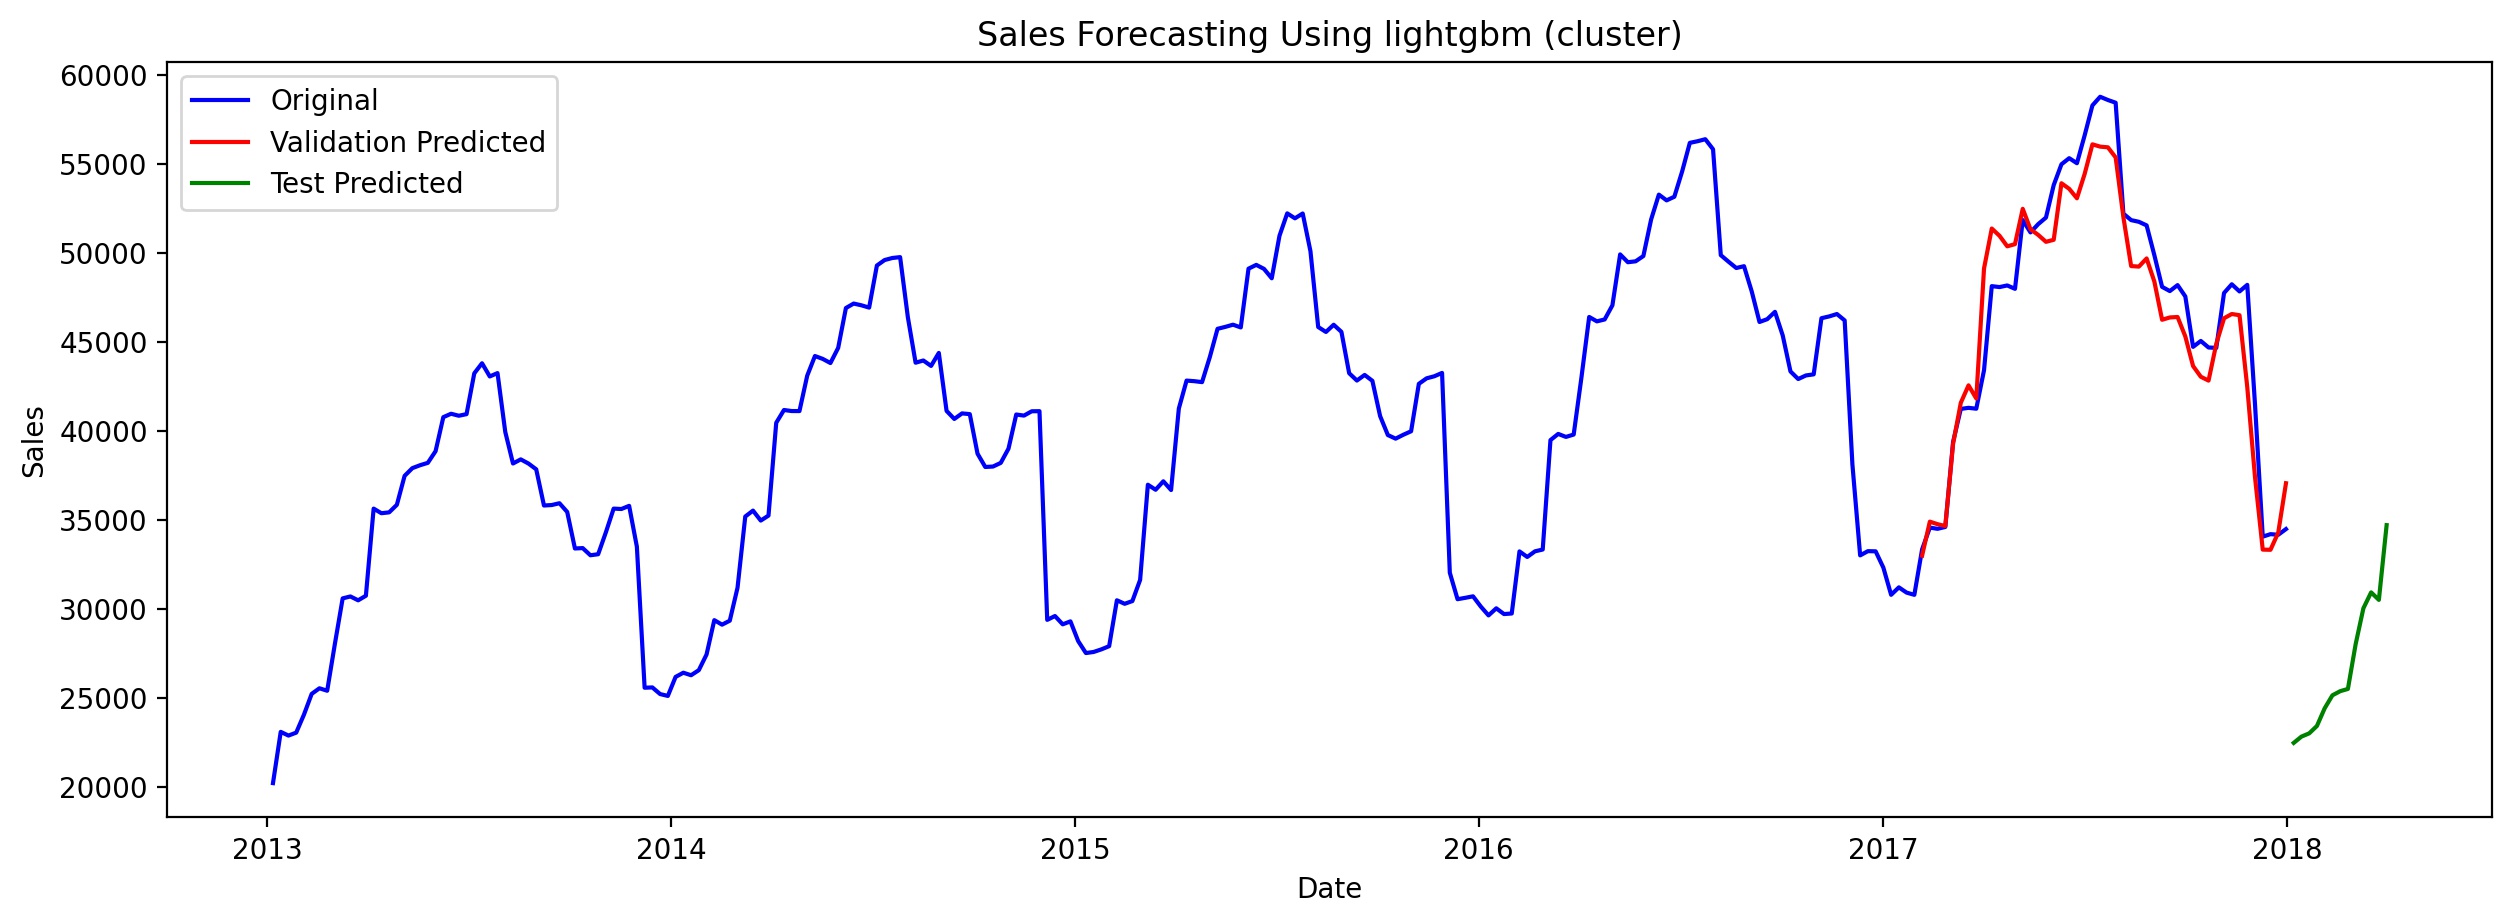 Sales Forecasting Using lightgbm (cluster)
Original
Validation Predicted
Test Predicted
60000
55000
50000
45000
40000
35000
30000
25000
20000
Sales
2013
2014
2015
2016
2017
2018
Date